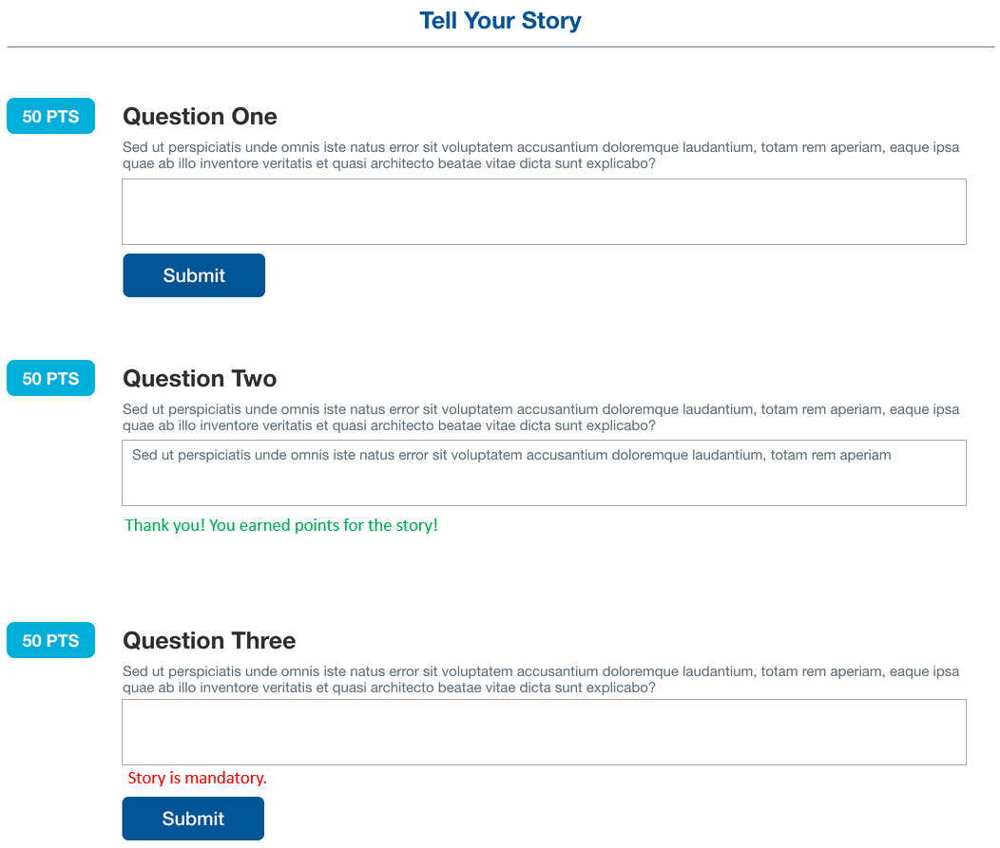 Tell Your Story
50 PTS
Question One
Sed ut perspiciatis unde omnis iste natus error sit voluptatem accusantium doloremque laudantium, totam rem aperiam, eaque ipsa
quae ab illo inventore veritatis et quasi architecto beatae vitae dicta sunt explicabo?
Submit
50 PTS
Question Two
Sed ut perspiciatis unde omnis iste natus error sit voluptatem accusantium doloremque laudantium, totam rem aperiam, eaque ipsa
quae ab illo inventore veritatis et quasi architecto beatae vitae dicta sunt explicabo?
Sed ut perspiciatis unde omnis iste natus error sit voluptatem accusantium doloremque laudantium, totam rem aperiam
Thank you! You earned points for the story!
50 PTS
Question Three
Sed ut perspiciatis unde omnis iste natus error sit voluptatem accusantium doloremque laudantium, totam rem aperiam, eaque ipsa
quae ab illo inventore veritatis et quasi architecto beatae vitae dicta sunt explicabo?
Story is mandatory.
Submit